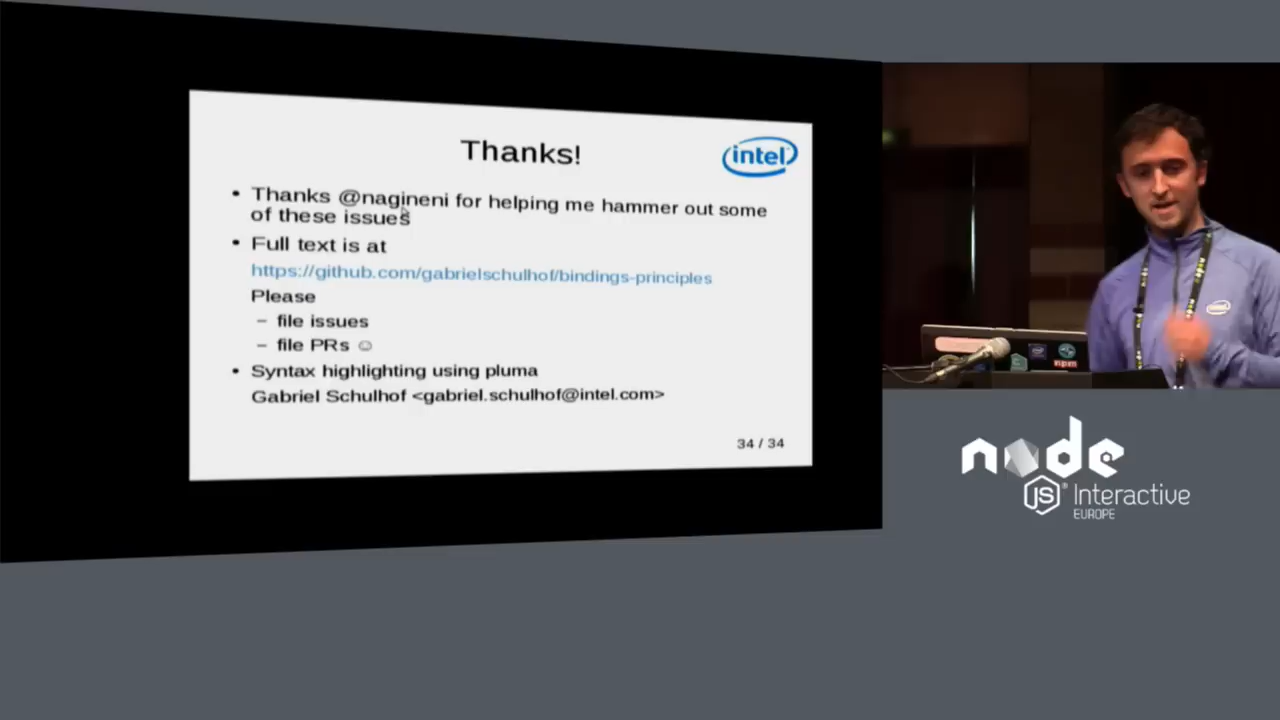 Thanks!
intel
Thanks @nagineni for helping me hammer out some
of these issues
Full text is at
https://github.com/gabrielschulhof/bindings-principles
Please
– file issues
– file PRs ☺
Syntax highlighting using pluma
Gabriel Schulhof <gabriel.schulhof@intel.com>
34 / 34
intel
npm
node
JS Interactive
EUROPE